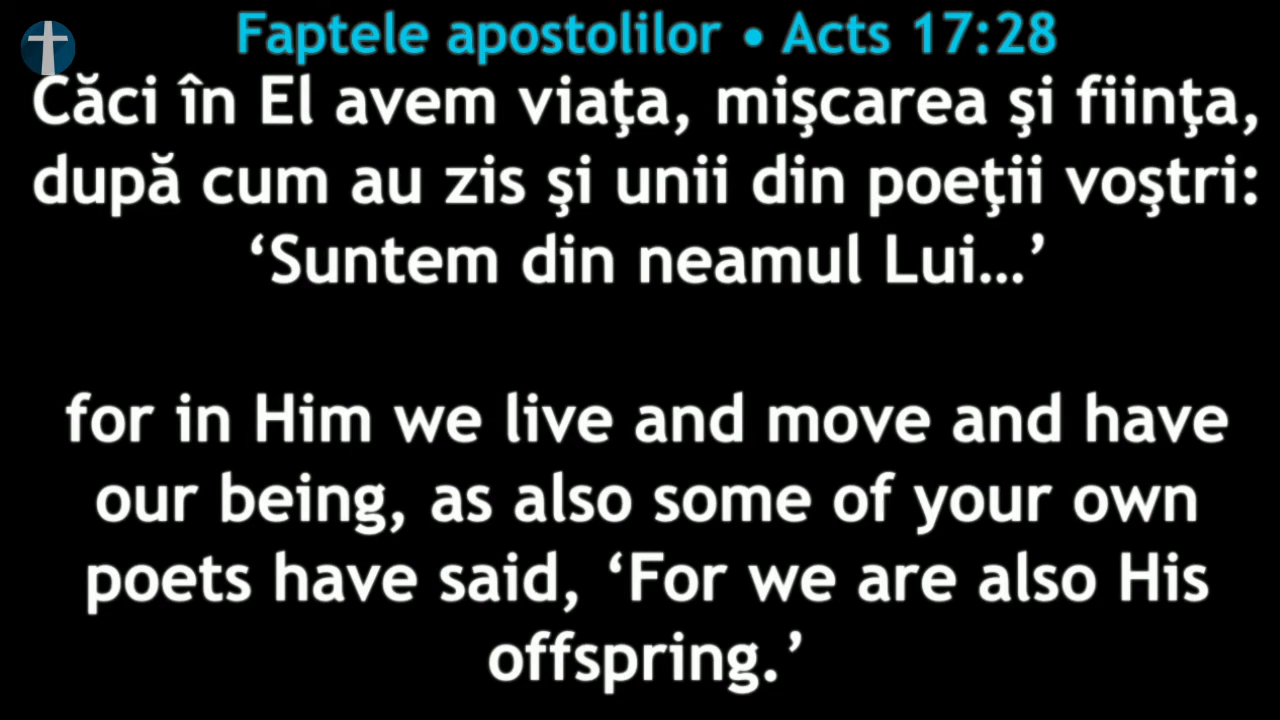 Faptele apostolilor • Acts 17:28
Căci în El avem viaţa, mişcarea şi fiinţa,
după cum au zis şi unii din poeţii voştri:
‘Suntem din neamul Lui…’
for in Him we live and move and have
our being, as also some of your own
poets have said, ‘For we are also His
offspring.’